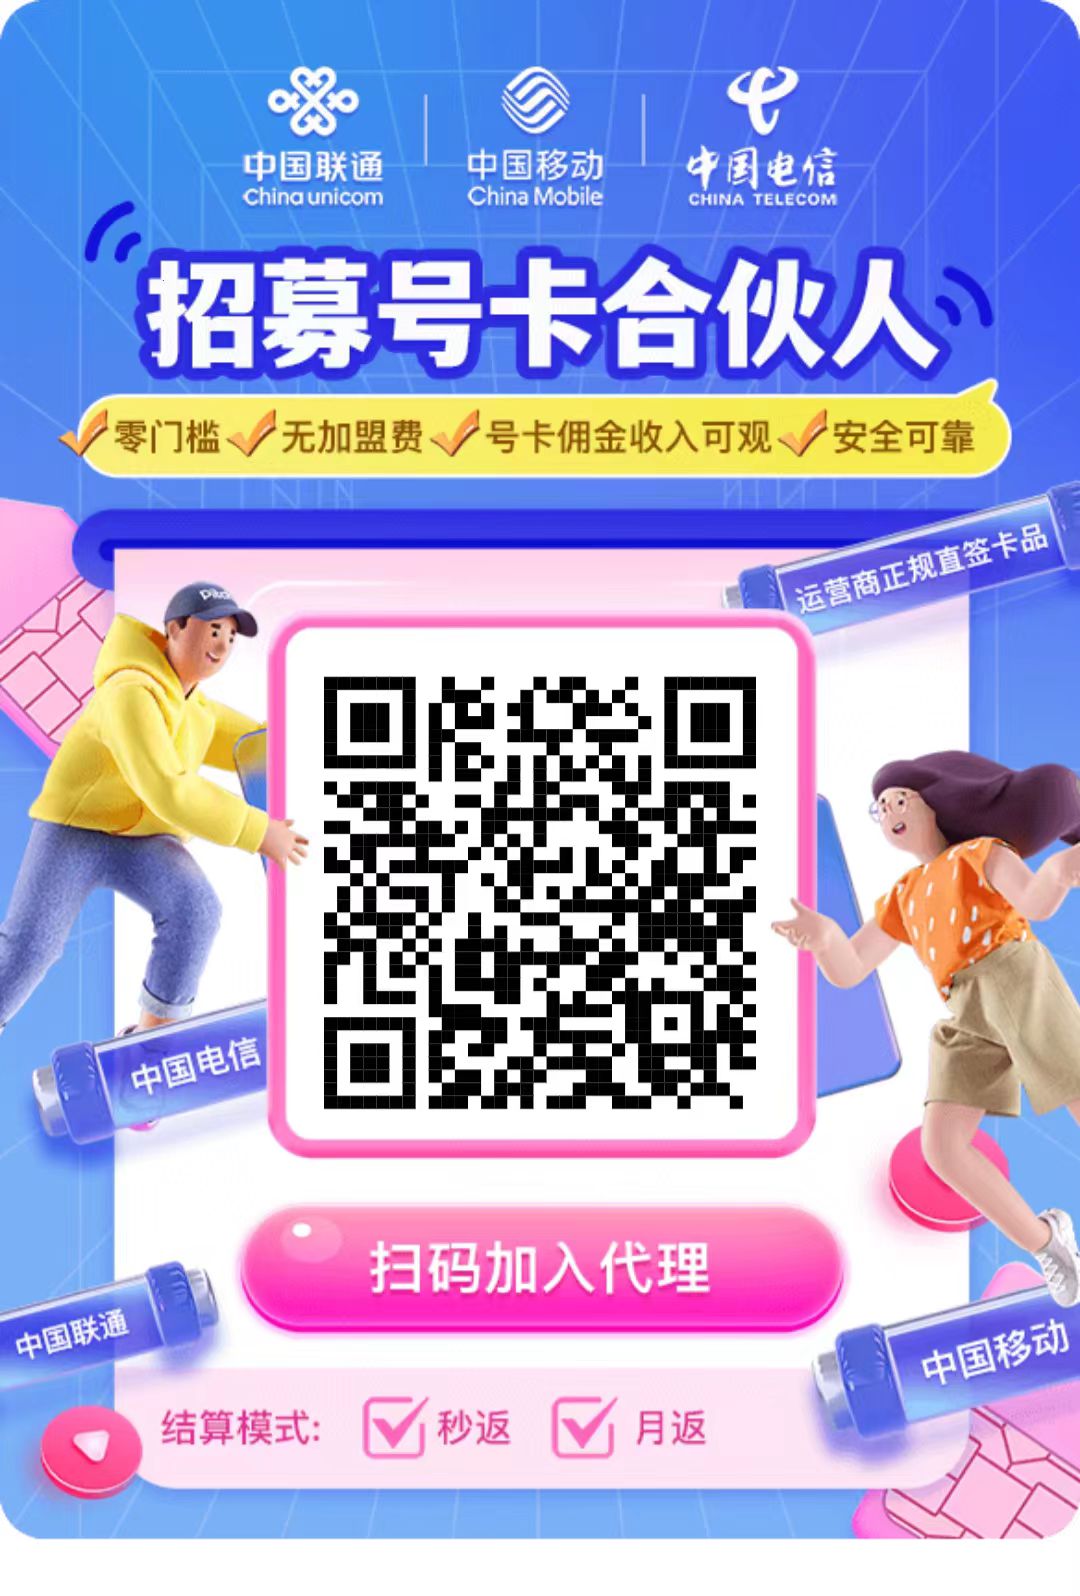 中国联通
China unicom
中国移动
China Mobile
中国电信
CHINA TELECOM
招募号卡合伙人
零门槛 无加盟费 号卡佣金收入可观 安全可靠
运营商正规直签卡品
中国电信
扫码加入代理
中国联通
中国移动
结算模式: 秒返 月返